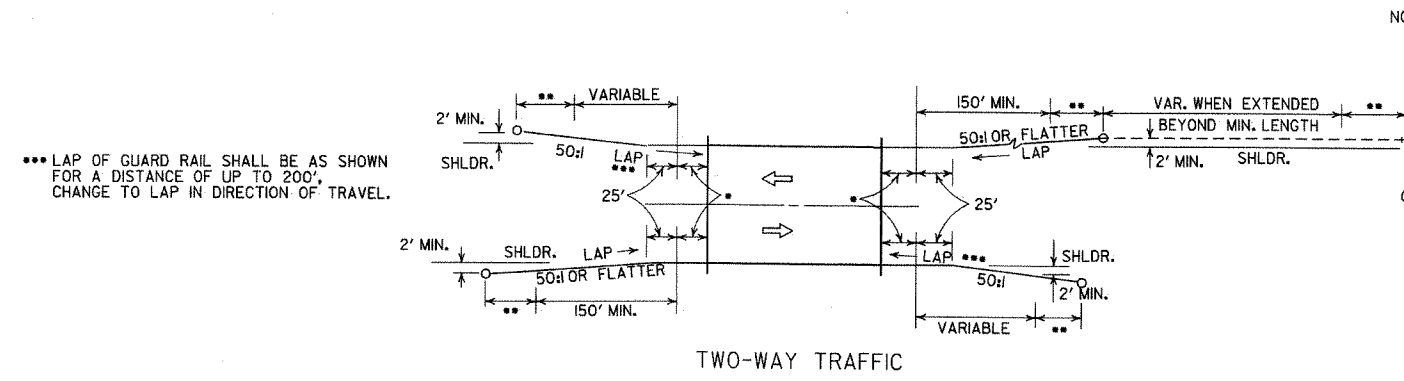 NO
** VARIABLE
150' MIN. ** VAR. WHEN EXTENDED **
2' MIN.
50:1 OR FLATTER
BEYOND MIN. LENGTH
SHLDR.
50:1
LAP
***
LAP
2' MIN.
SHLDR.
*** LAP OF GUARD RAIL SHALL BE AS SHOWN
FOR A DISTANCE OF UP TO 200',
CHANGE TO LAP IN DIRECTION OF TRAVEL.
25'
*
*
25'
2' MIN.
SHLDR.
LAP
LAP ***
SHLDR.
50:1 OR FLATTER
50:1
2' MIN.
** 150' MIN.
VARIABLE **
TWO-WAY TRAFFIC